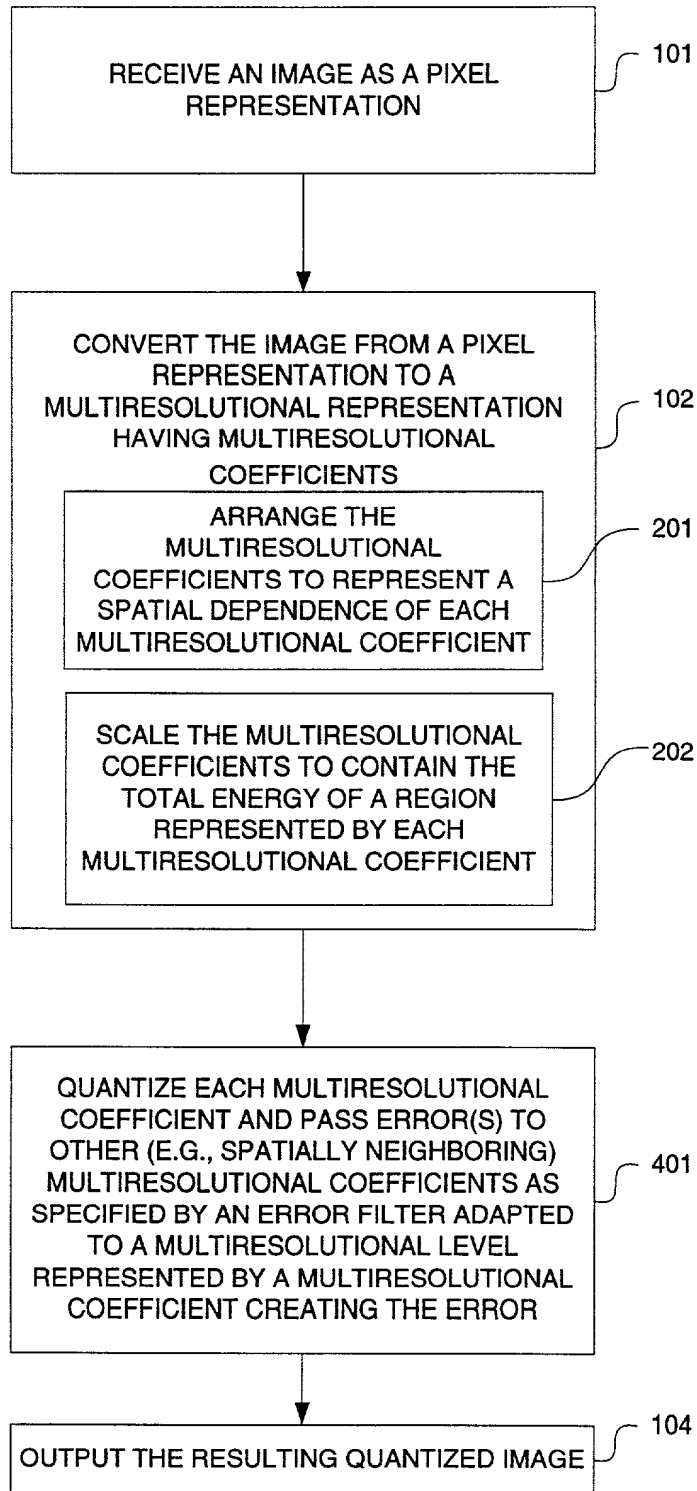 RECEIVE AN IMAGE AS A PIXEL
REPRESENTATION
101
CONVERT THE IMAGE FROM A PIXEL
REPRESENTATION TO A
MULTIRESOLUTIONAL REPRESENTATION
HAVING MULTIRESOLUTIONAL
COEFFICIENTS
102
ARRANGE THE
MULTIRESOLUTIONAL
COEFFICIENTS TO REPRESENT A
SPATIAL DEPENDENCE OF EACH
MULTIRESOLUTIONAL COEFFICIENT
201
SCALE THE MULTIRESOLUTIONAL
COEFFICIENTS TO CONTAIN THE
TOTAL ENERGY OF A REGION
REPRESENTED BY EACH
MULTIRESOLUTIONAL COEFFICIENT
202
QUANTIZE EACH MULTIRESOLUTIONAL
COEFFICIENT AND PASS ERROR(S) TO
OTHER (E.G., SPATIALLY NEIGHBORING)
MULTIRESOLUTIONAL COEFFICIENTS AS
SPECIFIED BY AN ERROR FILTER ADAPTED
TO A MULTIRESOLUTIONAL LEVEL
REPRESENTED BY A MULTIRESOLUTIONAL
COEFFICIENT CREATING THE ERROR
401
OUTPUT THE RESULTING QUANTIZED IMAGE
104